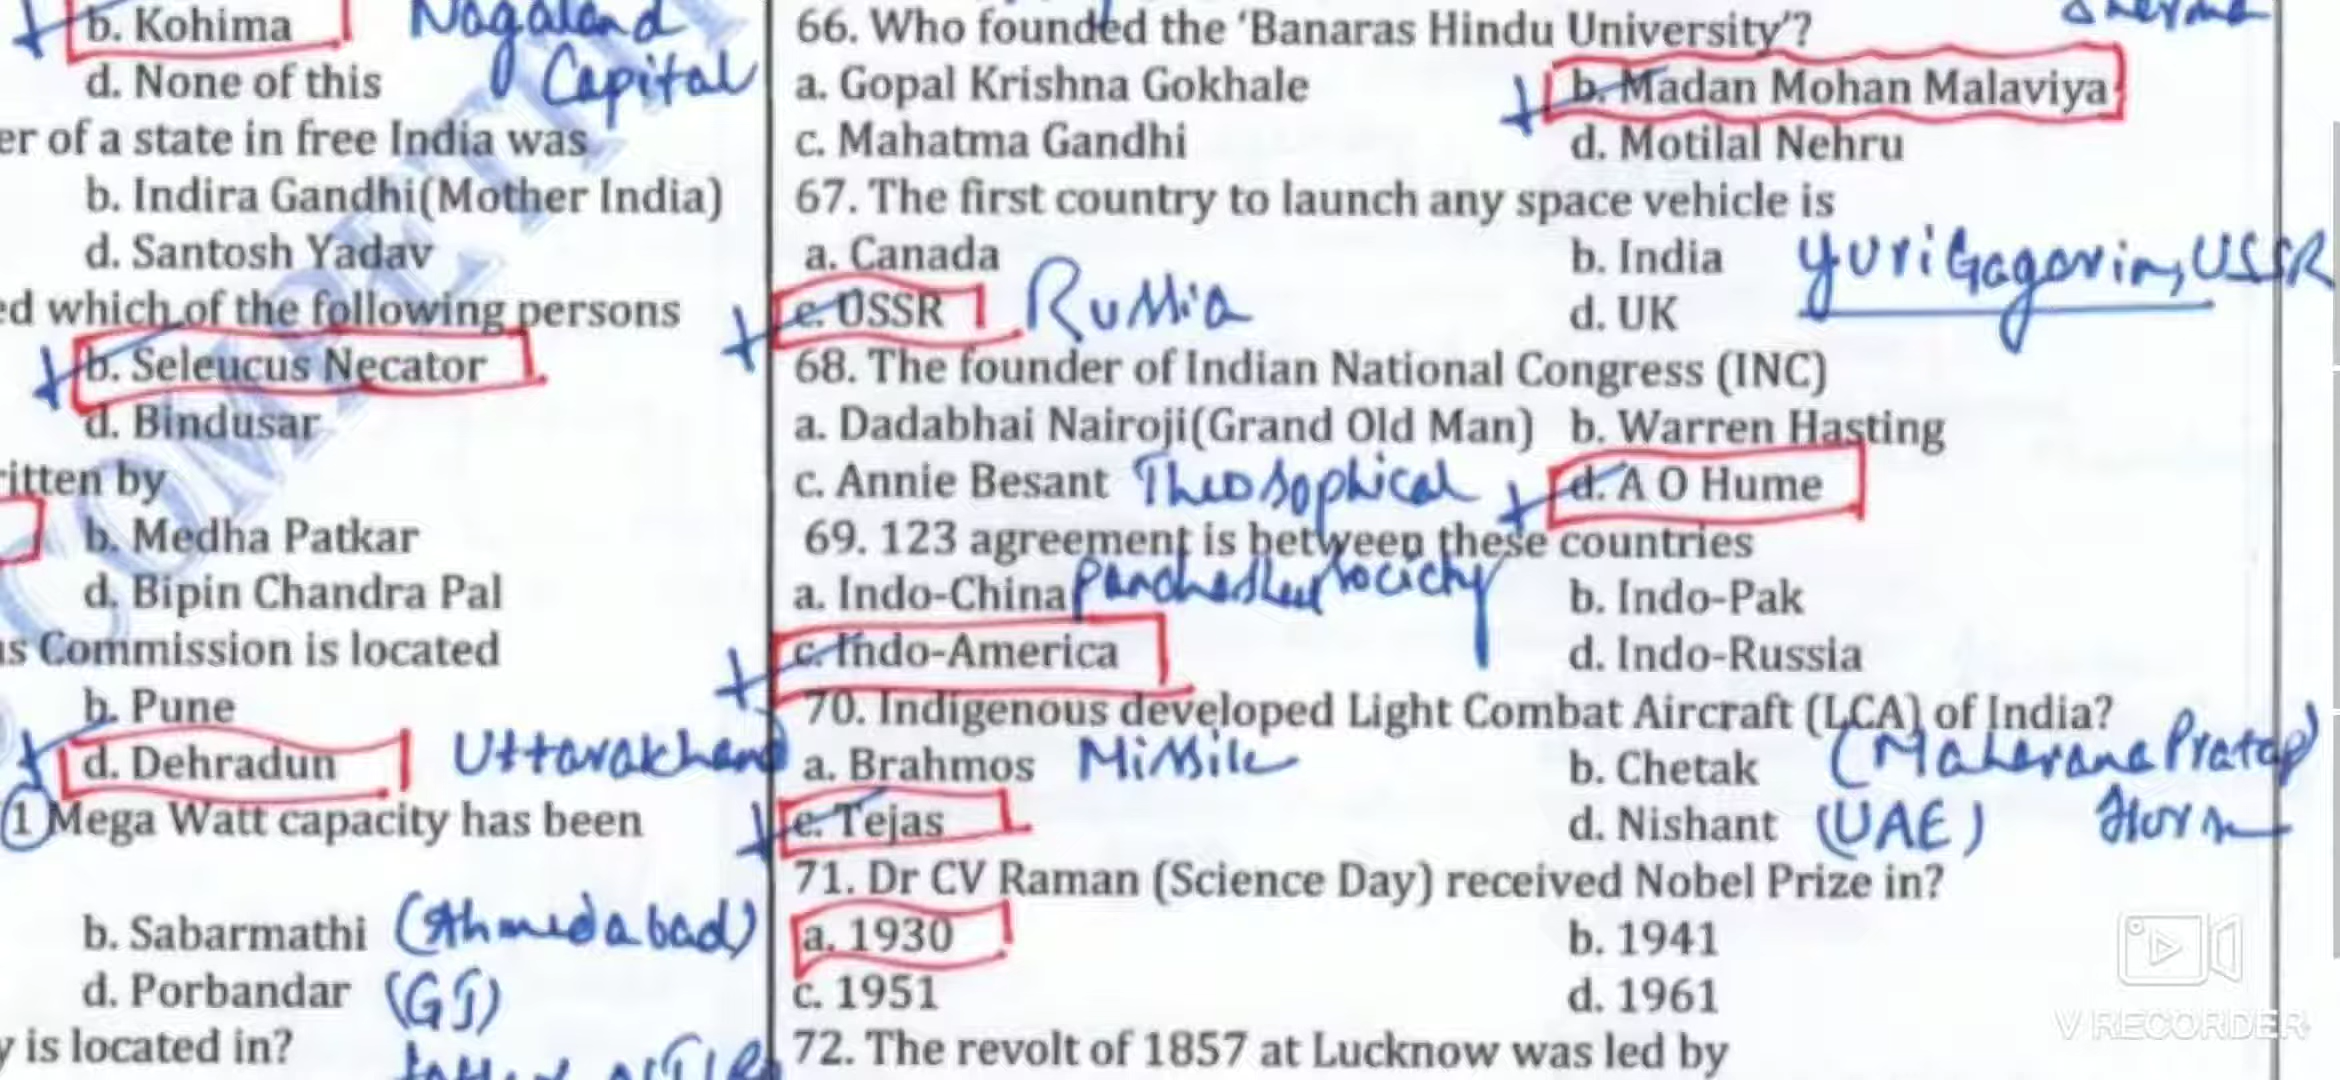 b. Kohima Nagaland
d. None of this Capital
er of a state in free India was
b. Indira Gandhi(Mother India)
d. Santosh Yadav
ed which of the following persons
b. Seleucus Necator
d. Bindusar
ritten by
b. Medha Patkar
d. Bipin Chandra Pal
us Commission is located
b. Pune
d. Dehradun Uttarakhand
1 Mega Watt capacity has been
b. Sabarmathi (Ahmedabad)
d. Porbandar (GJ)
y is located in?
66. Who founded the ‘Banaras Hindu University’?
a. Gopal Krishna Gokhale b. Madan Mohan Malaviya
c. Mahatma Gandhi d. Motilal Nehru
67. The first country to launch any space vehicle is
a. Canada b. India Yuri Gagarin, USSR
c. USSR Russia d. UK
68. The founder of Indian National Congress (INC)
a. Dadabhai Nairoji(Grand Old Man) b. Warren Hasting
c. Annie Besant Theosophical d. A O Hume
69. 123 agreement is between these countries
a. Indo-China b. Indo-Pak
c. Indo-America d. Indo-Russia
70. Indigenous developed Light Combat Aircraft (LCA) of India?
a. Brahmos Missile b. Chetak (Maharana Pratap)
c. Tejas d. Nishant (UAE)
71. Dr CV Raman (Science Day) received Nobel Prize in?
a. 1930 b. 1941
c. 1951 d. 1961
72. The revolt of 1857 at Lucknow was led by
V RECORDER